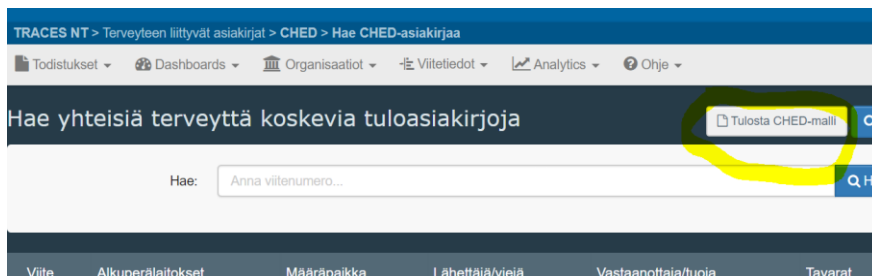 TRACES NT > Terveyteen liittyvät asiakirjat > CHED > Hae CHED-asiakirjaa
Todistukset Dashboards Organisaatiot Viitetiedot Analytics Ohje
Hae yhteisiä terveyttä koskevia tuloasiakirjoja Tulosta CHED-malli
Hae: Anna viitenumero... H
Viite Alkuperälaitokset Määräpaikka Lähettäjä/viejä Vastaanottaja/tuoja Tavarat